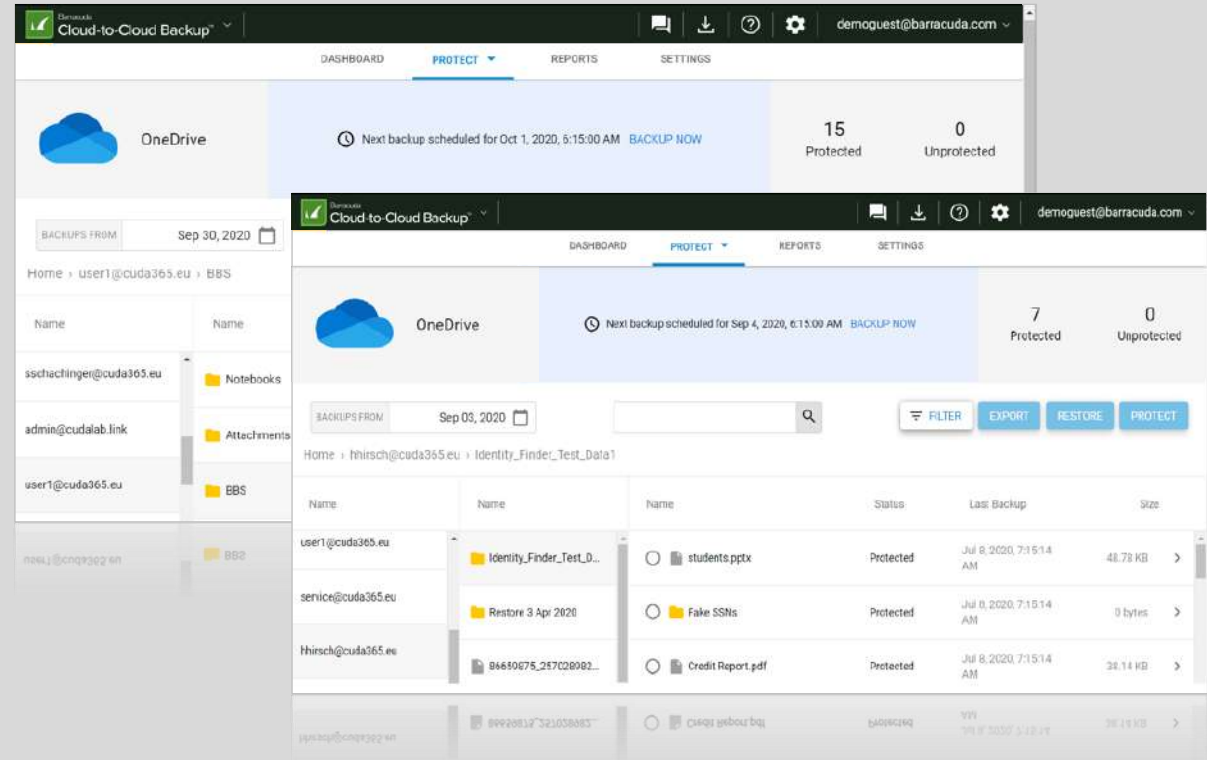 Barracuda
Cloud-to-Cloud Backup™
demoguest@barracuda.com
DASHBOARD PROTECT REPORTS SETTINGS
OneDrive
Next backup scheduled for Oct 1, 2020, 6:15:00 AM BACKUP NOW
15 0
Protected Unprotected
BACKUPS FROM Sep 30, 2020
Home › user1@cuda365.eu › BBS
Name Name
sschachinger@cuda365.eu Notebooks
admin@cudalab.link Attachments
user1@cuda365.eu BBS
Barracuda
Cloud-to-Cloud Backup™
demoguest@barracuda.com
DASHBOARD PROTECT REPORTS SETTINGS
OneDrive
Next backup scheduled for Sep 4, 2020, 6:15:00 AM BACKUP NOW
7 0
Protected Unprotected
BACKUPS FROM Sep 03, 2020 FILTER EXPORT RESTORE PROTECT
Home › hhirsch@cuda365.eu › Identity_Finder_Test_Data1
Name Name Name Status Last Backup Size
user1@cuda365.eu Identity_Finder_Test_D... students.pptx Protected Jul 8, 2020, 7:15:14 AM 48.78 KB
service@cuda365.eu Restore 3 Apr 2020 Fake SSNs Protected Jul 8, 2020, 7:15:14 AM 0 bytes
hhirsch@cuda365.eu Credit Report.pdf Protected Jul 8, 2020, 7:15:14 AM